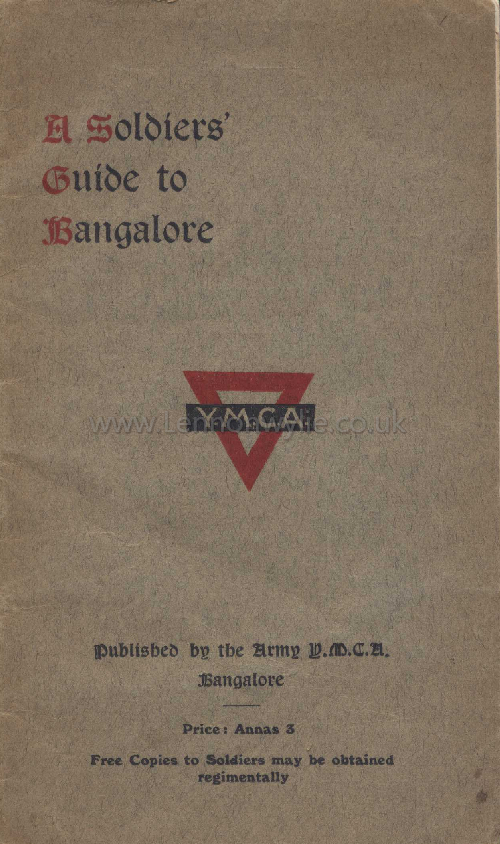 A Soldiers'
Guide to
Bangalore
Y.M.C.A.
www.Lennonwylie.co.uk
Published by the Army Y.M.C.A.
Bangalore
Price: Annas 3
Free Copies to Soldiers may be obtained
regimentally